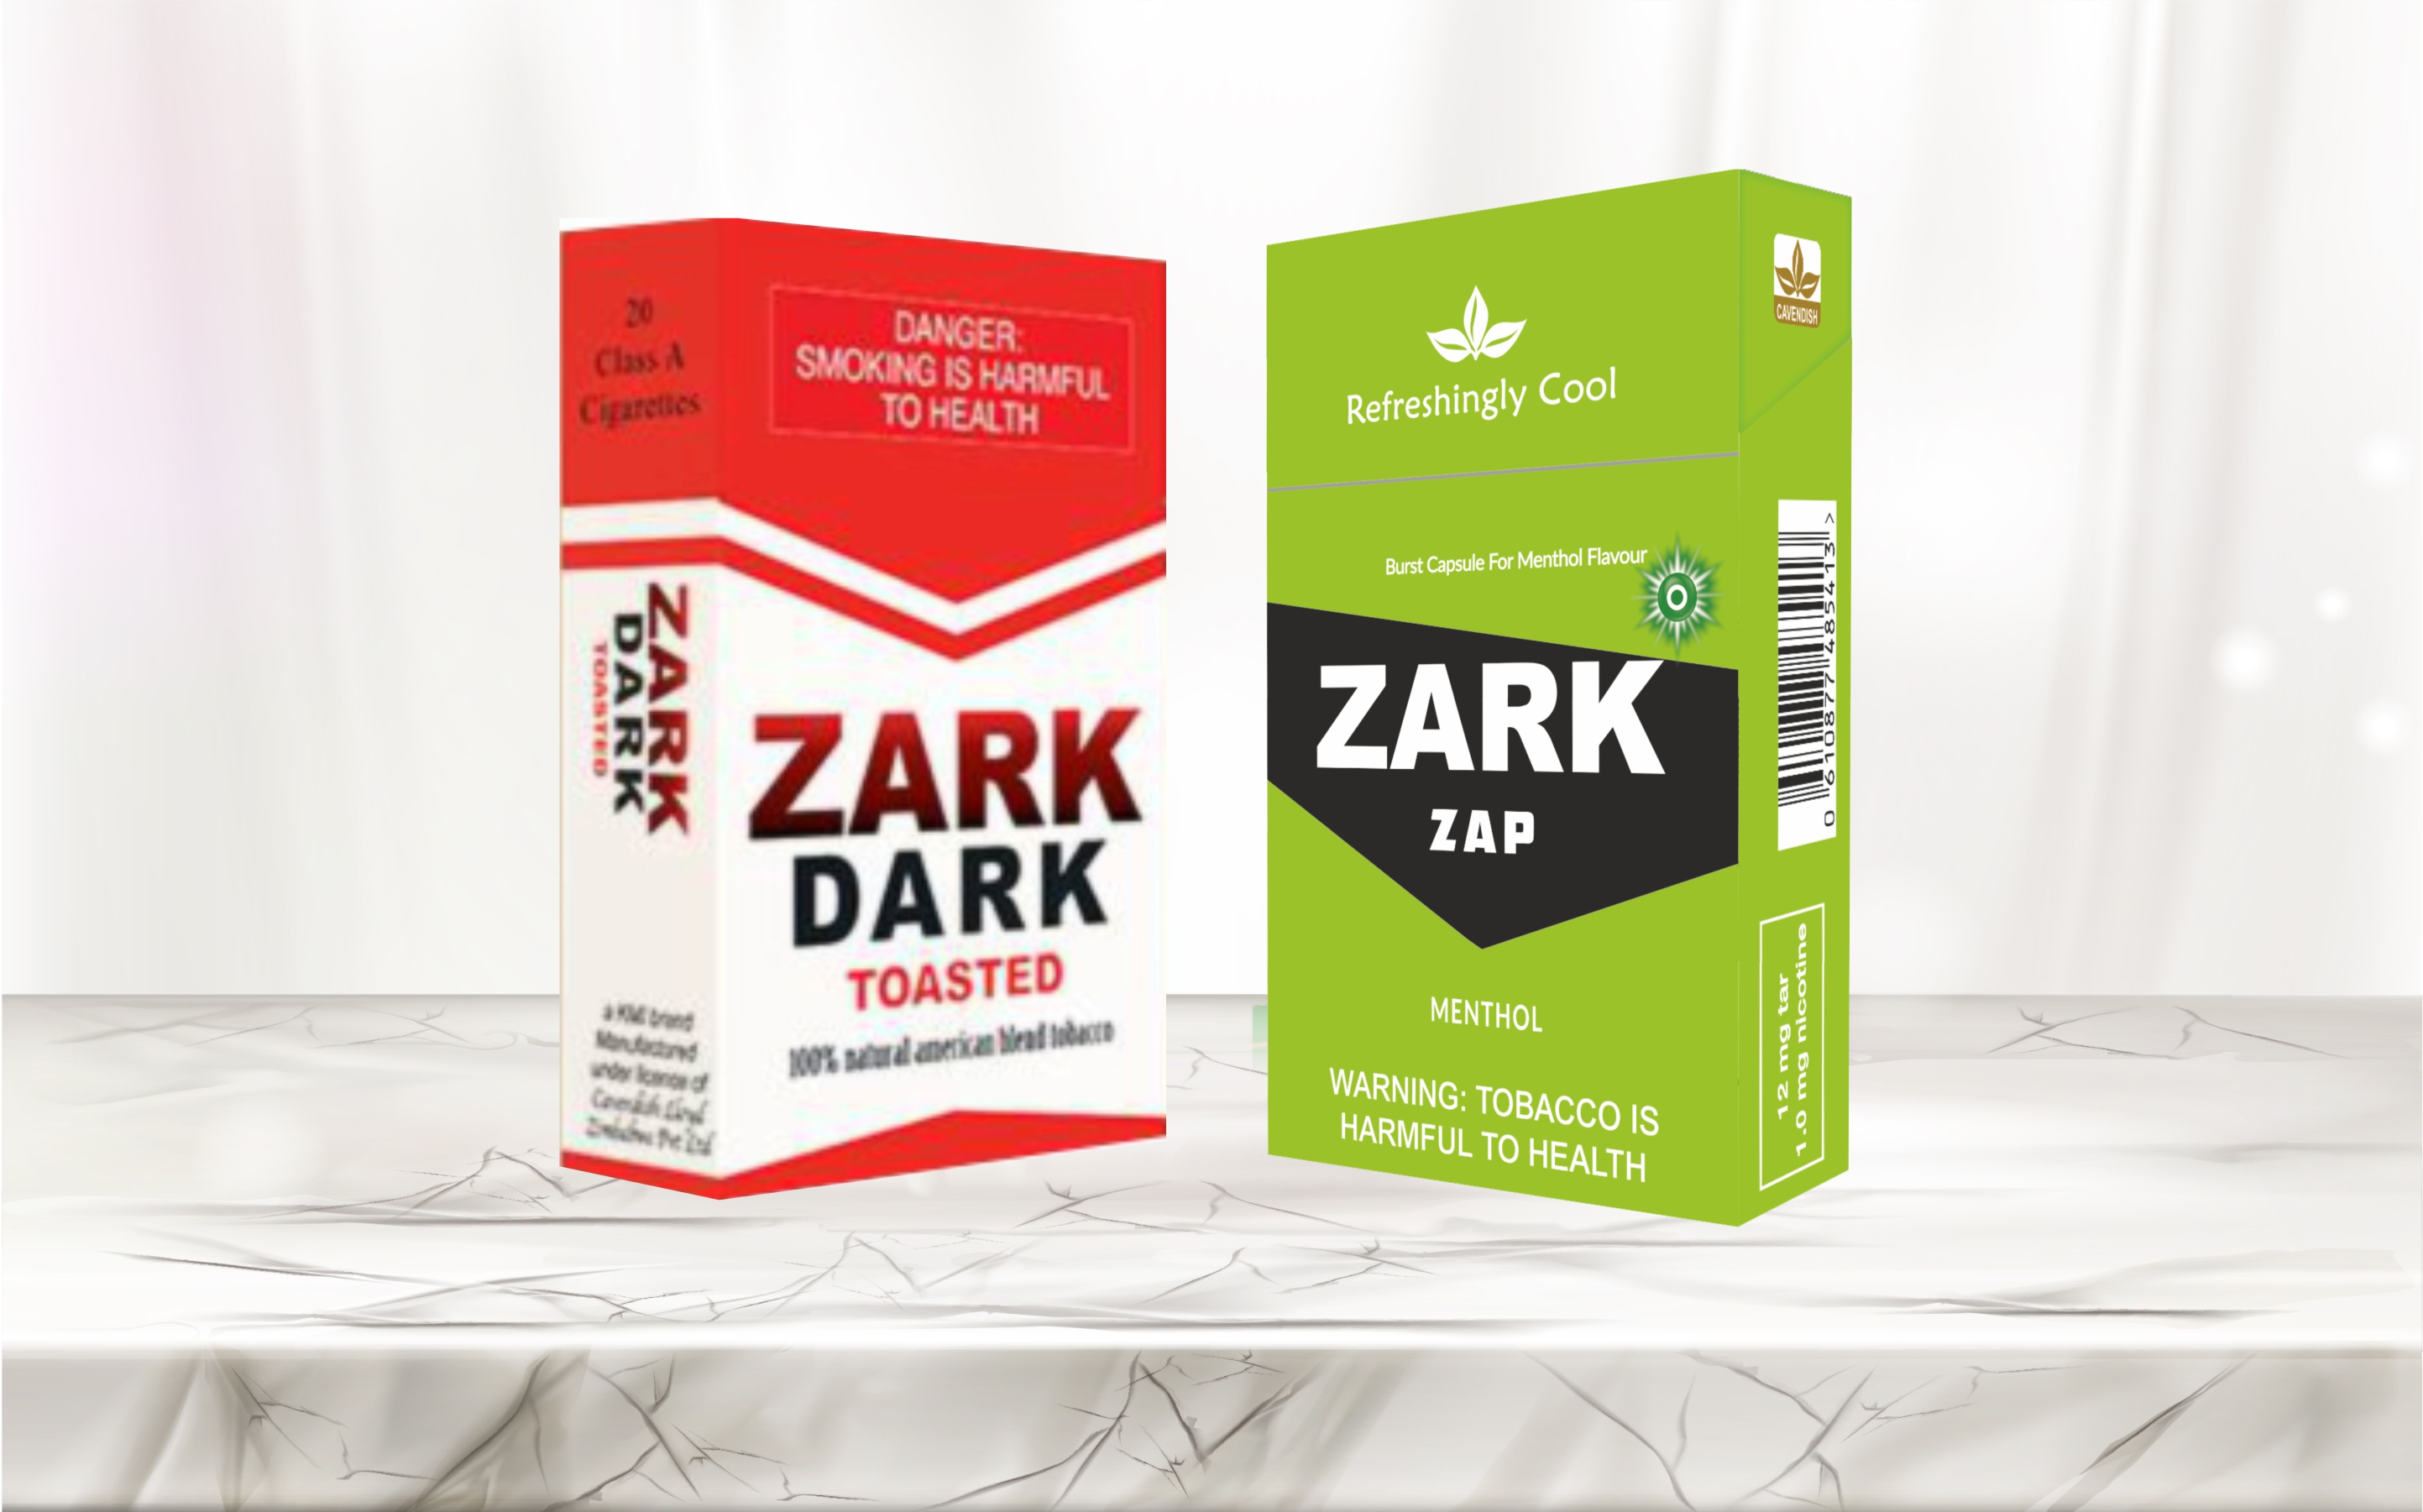 20
Class A
Cigarettes
DANGER:
SMOKING IS HARMFUL
TO HEALTH
ZARK
DARK
TOASTED
a KMI brand
Manufactured
under licence of
ZARK
DARK
TOASTED
100% natural american blend tobacco
Refreshingly Cool
Burst Capsule For Menthol Flavour
ZARK
ZAP
MENTHOL
WARNING: TOBACCO IS
HARMFUL TO HEALTH
CAVENDISH
0 610877 485413 >
12 mg tar
1.0 mg nicotine